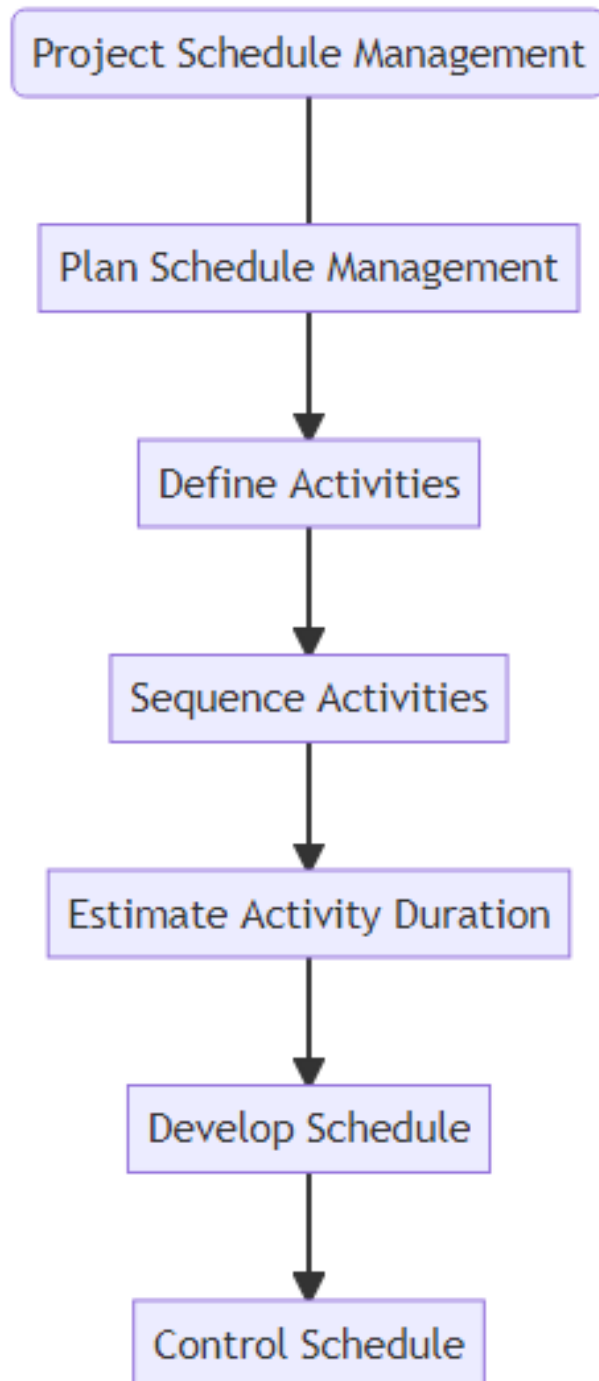 Project Schedule Management
Plan Schedule Management
Define Activities
Sequence Activities
Estimate Activity Duration
Develop Schedule
Control Schedule